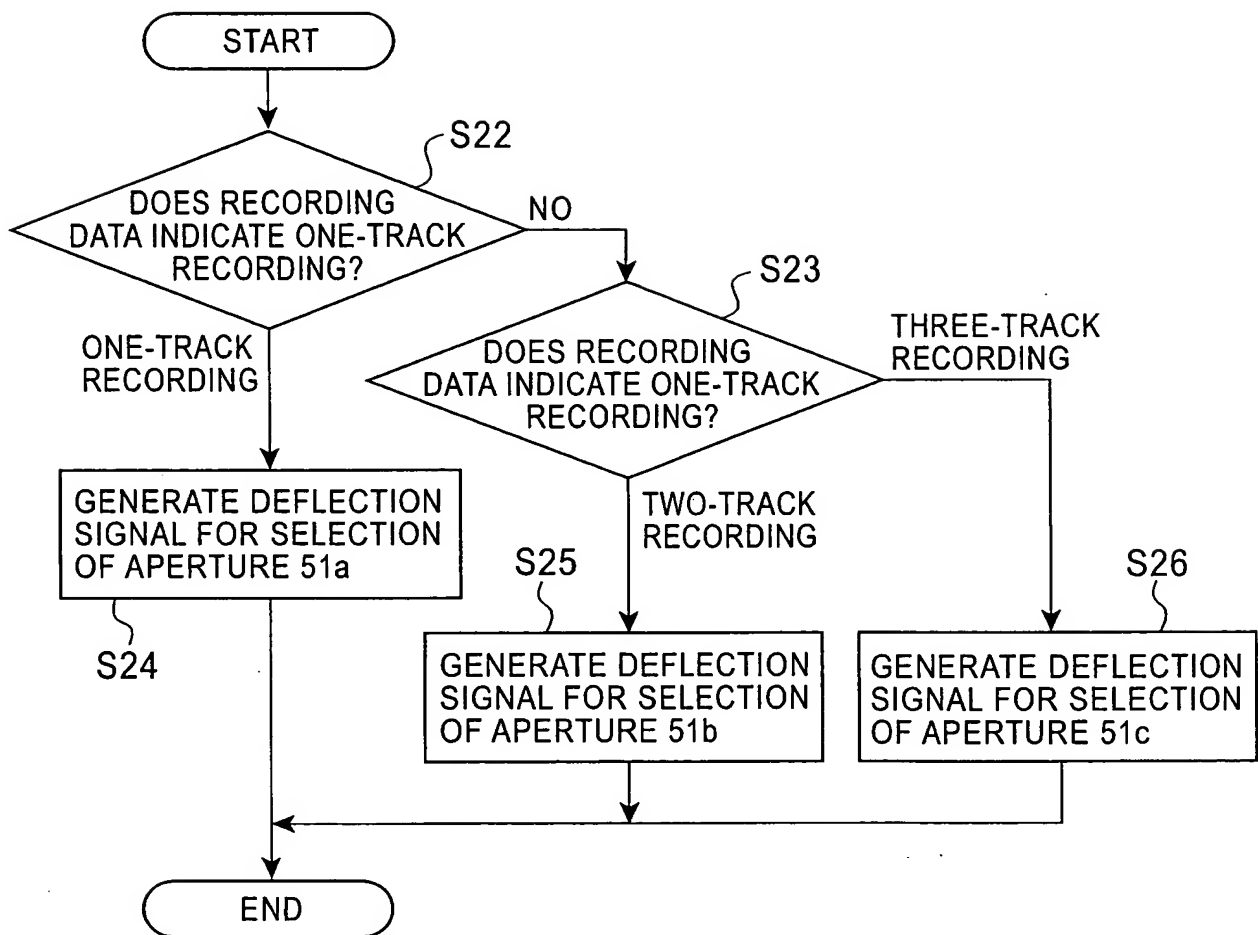 START
S22
DOES RECORDING
DATA INDICATE ONE-TRACK
RECORDING?
NO
S23
ONE-TRACK
RECORDING
DOES RECORDING
DATA INDICATE ONE-TRACK
RECORDING?
THREE-TRACK
RECORDING
GENERATE DEFLECTION
SIGNAL FOR SELECTION
OF APERTURE 51a
S24
TWO-TRACK
RECORDING
S25
GENERATE DEFLECTION
SIGNAL FOR SELECTION
OF APERTURE 51b
S26
GENERATE DEFLECTION
SIGNAL FOR SELECTION
OF APERTURE 51c
END